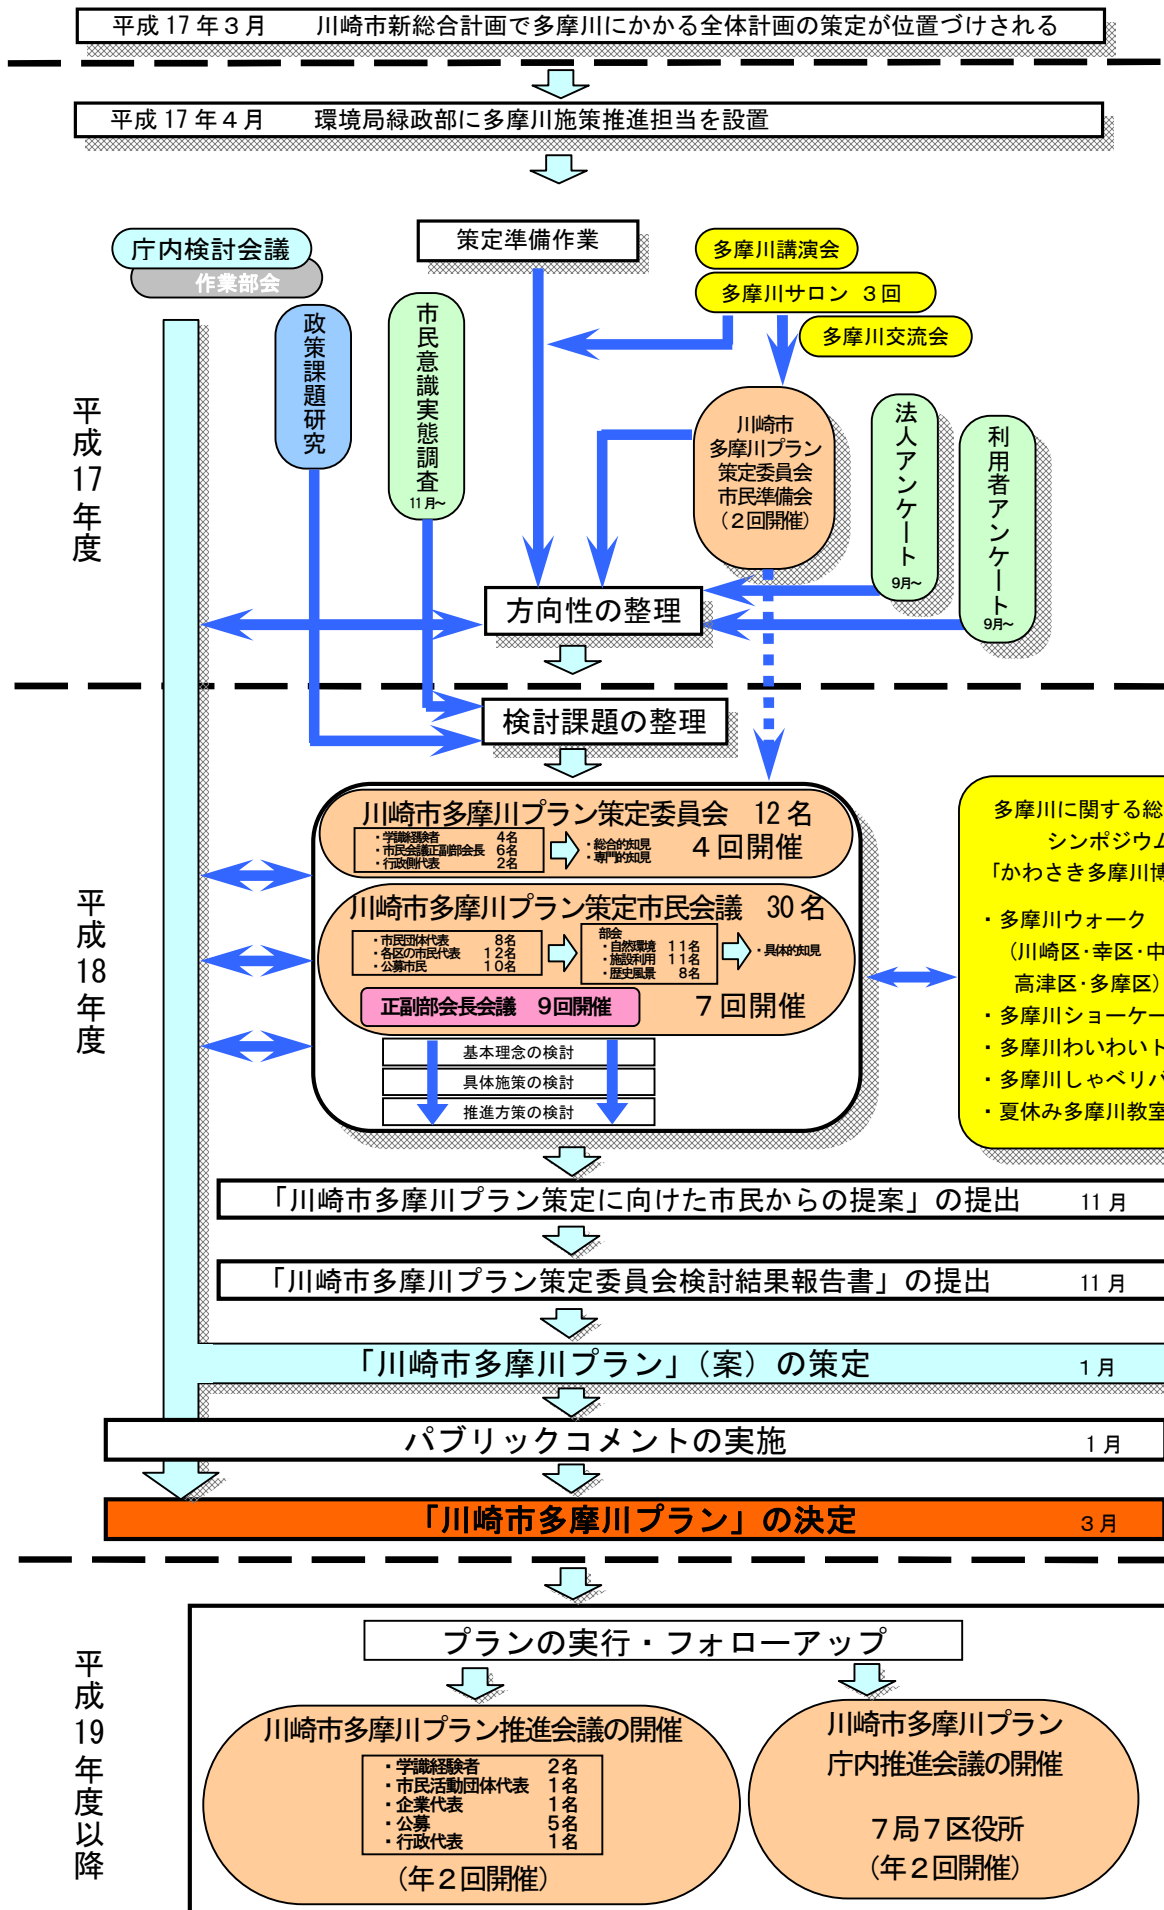 平成17年3月　川崎市新総合計画で多摩川にかかる全体計画の策定が位置づけされる
平成17年4月　環境局緑政部に多摩川施策推進担当を設置
平成17年度
庁内検討会議
作業部会
策定準備作業
多摩川講演会
多摩川サロン 3回
多摩川交流会
政策課題研究
市民意識実態調査
11月~
川崎市
多摩川プラン
策定委員会
市民準備会
(2回開催)
法人アンケート
9月~
利用者アンケート
9月~
方向性の整理
平成18年度
検討課題の整理
川崎市多摩川プラン策定委員会 12名
・学識経験者 4名
・市民会議正副部会長 6名
・行政側代表 2名
・総合的知見
・専門的知見
4回開催
川崎市多摩川プラン策定市民会議 30名
・市民団体代表 8名
・各区の市民代表 12名
・公募市民 10名
部会
・自然環境 11名
・施設利用 11名
・歴史風景 8名
・具体的知見
正副部会長会議 9回開催
7回開催
基本理念の検討
具体施策の検討
推進方策の検討
多摩川に関する総
シンポジウム
「かわさき多摩川博
・多摩川ウォーク
(川崎区・幸区・中
高津区・多摩区)
・多摩川ショーケー
・多摩川わいわいト
・多摩川しゃべリバ
・夏休み多摩川教室
「川崎市多摩川プラン策定に向けた市民からの提案」の提出 11月
「川崎市多摩川プラン策定委員会検討結果報告書」の提出 11月
「川崎市多摩川プラン」(案)の策定 1月
パブリックコメントの実施 1月
「川崎市多摩川プラン」の決定 3月
平成19年度以降
プランの実行・フォローアップ
川崎市多摩川プラン推進会議の開催
・学識経験者 2名
・市民活動団体代表 1名
・企業代表 1名
・公募 5名
・行政代表 1名
(年2回開催)
川崎市多摩川プラン
庁内推進会議の開催
7局7区役所
(年2回開催)